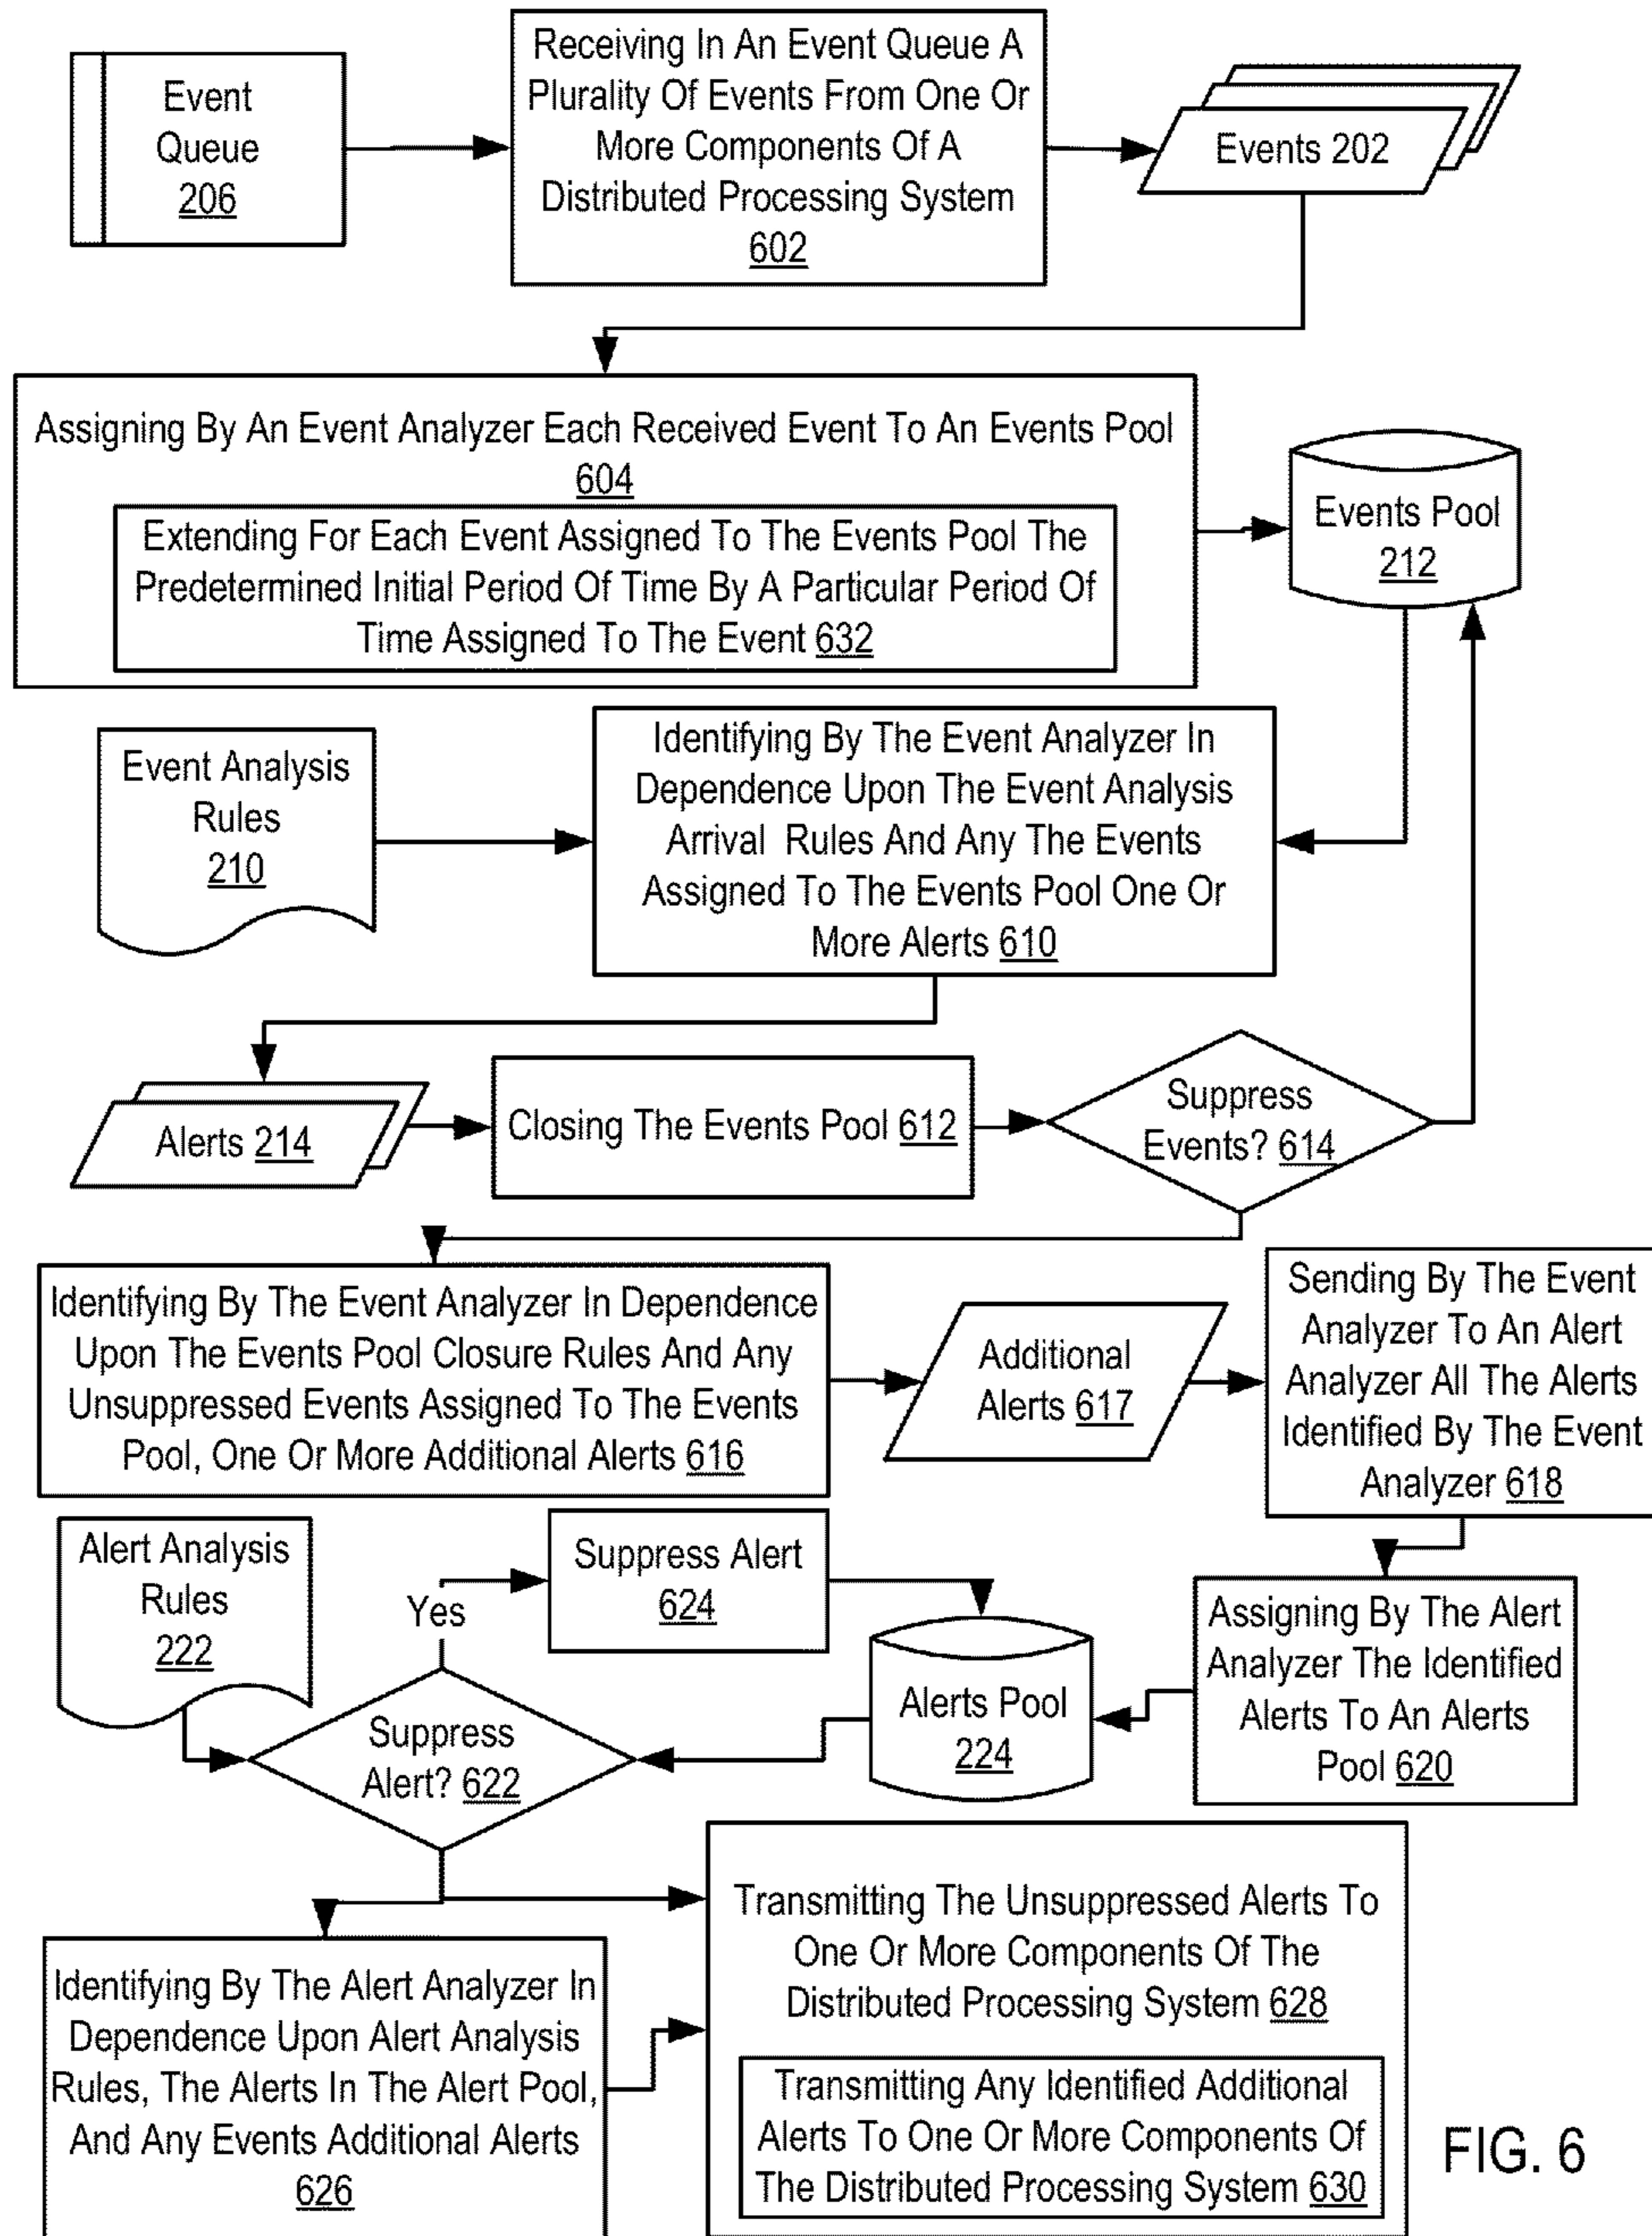 Event
Queue
206
Receiving In An Event Queue A
Plurality Of Events From One Or
More Components Of A
Distributed Processing System
602
Events 202
Assigning By An Event Analyzer Each Received Event To An Events Pool
604
Extending For Each Event Assigned To The Events Pool The
Predetermined Initial Period Of Time By A Particular Period Of
Time Assigned To The Event 632
Events Pool
212
Event Analysis
Rules
210
Identifying By The Event Analyzer In
Dependence Upon The Event Analysis
Arrival Rules And Any The Events
Assigned To The Events Pool One Or
More Alerts 610
Alerts 214
Closing The Events Pool 612
Suppress
Events? 614
Identifying By The Event Analyzer In Dependence
Upon The Events Pool Closure Rules And Any
Unsuppressed Events Assigned To The Events
Pool, One Or More Additional Alerts 616
Additional
Alerts 617
Sending By The Event
Analyzer To An Alert
Analyzer All The Alerts
Identified By The Event
Analyzer 618
Alert Analysis
Rules
222
Yes
Suppress Alert
624
Suppress
Alert? 622
Alerts Pool
224
Assigning By The Alert
Analyzer The Identified
Alerts To An Alerts
Pool 620
Identifying By The Alert Analyzer In
Dependence Upon Alert Analysis
Rules, The Alerts In The Alert Pool,
And Any Events Additional Alerts
626
Transmitting The Unsuppressed Alerts To
One Or More Components Of The
Distributed Processing System 628
Transmitting Any Identified Additional
Alerts To One Or More Components Of
The Distributed Processing System 630
FIG. 6